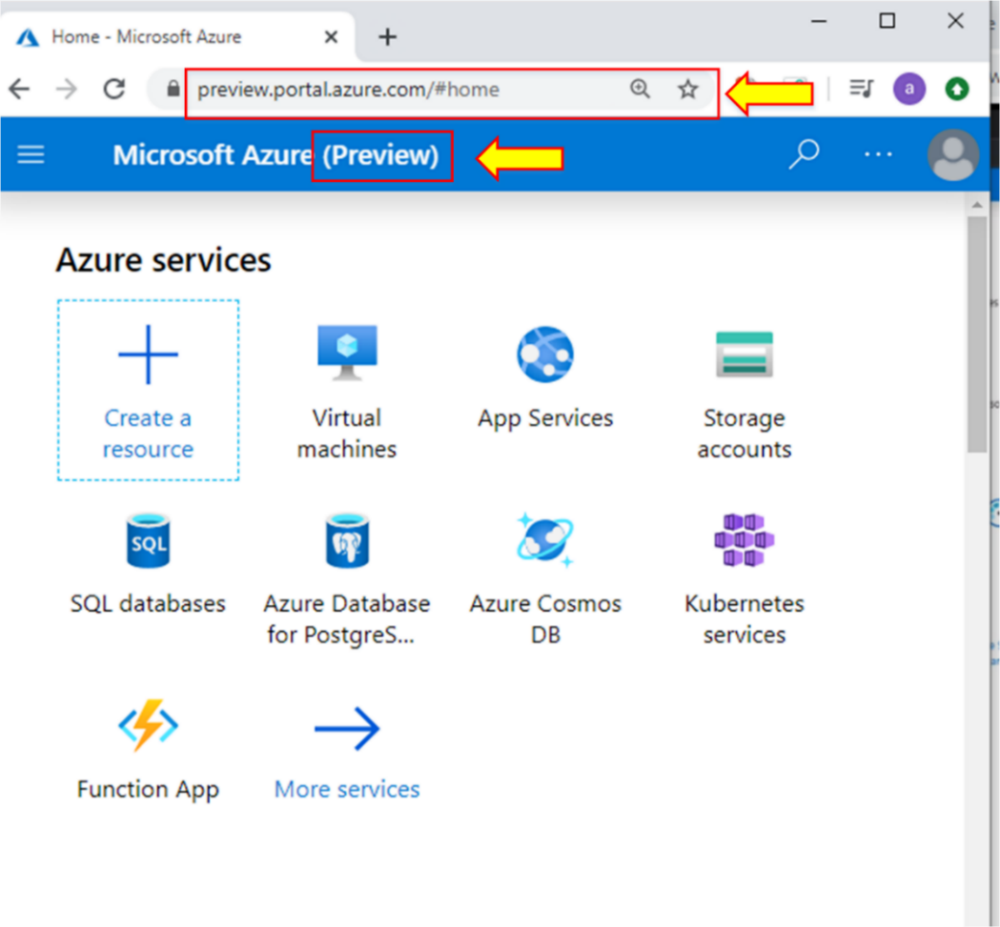 Home - Microsoft Azure
preview.portal.azure.com/#home
a
Microsoft Azure (Preview)
Azure services
Create a
resource
Virtual
machines
App Services
Storage
accounts
SQL
SQL databases
Azure Database
for PostgreS...
Azure Cosmos
DB
Kubernetes
services
Function App
More services